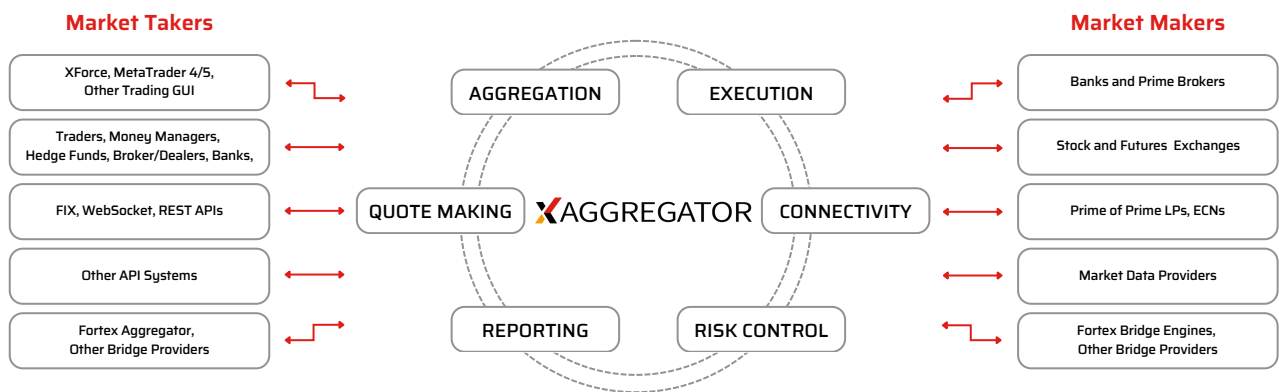 Market Takers
XForce, MetaTrader 4/5,
Other Trading GUI
Traders, Money Managers,
Hedge Funds, Broker/Dealers, Banks,
FIX, WebSocket, REST APIs
Other API Systems
Fortex Aggregator,
Other Bridge Providers
AGGREGATION
EXECUTION
QUOTE MAKING
XAGGREGATOR
CONNECTIVITY
REPORTING
RISK CONTROL
Market Makers
Banks and Prime Brokers
Stock and Futures Exchanges
Prime of Prime LPs, ECNs
Market Data Providers
Fortex Bridge Engines,
Other Bridge Providers